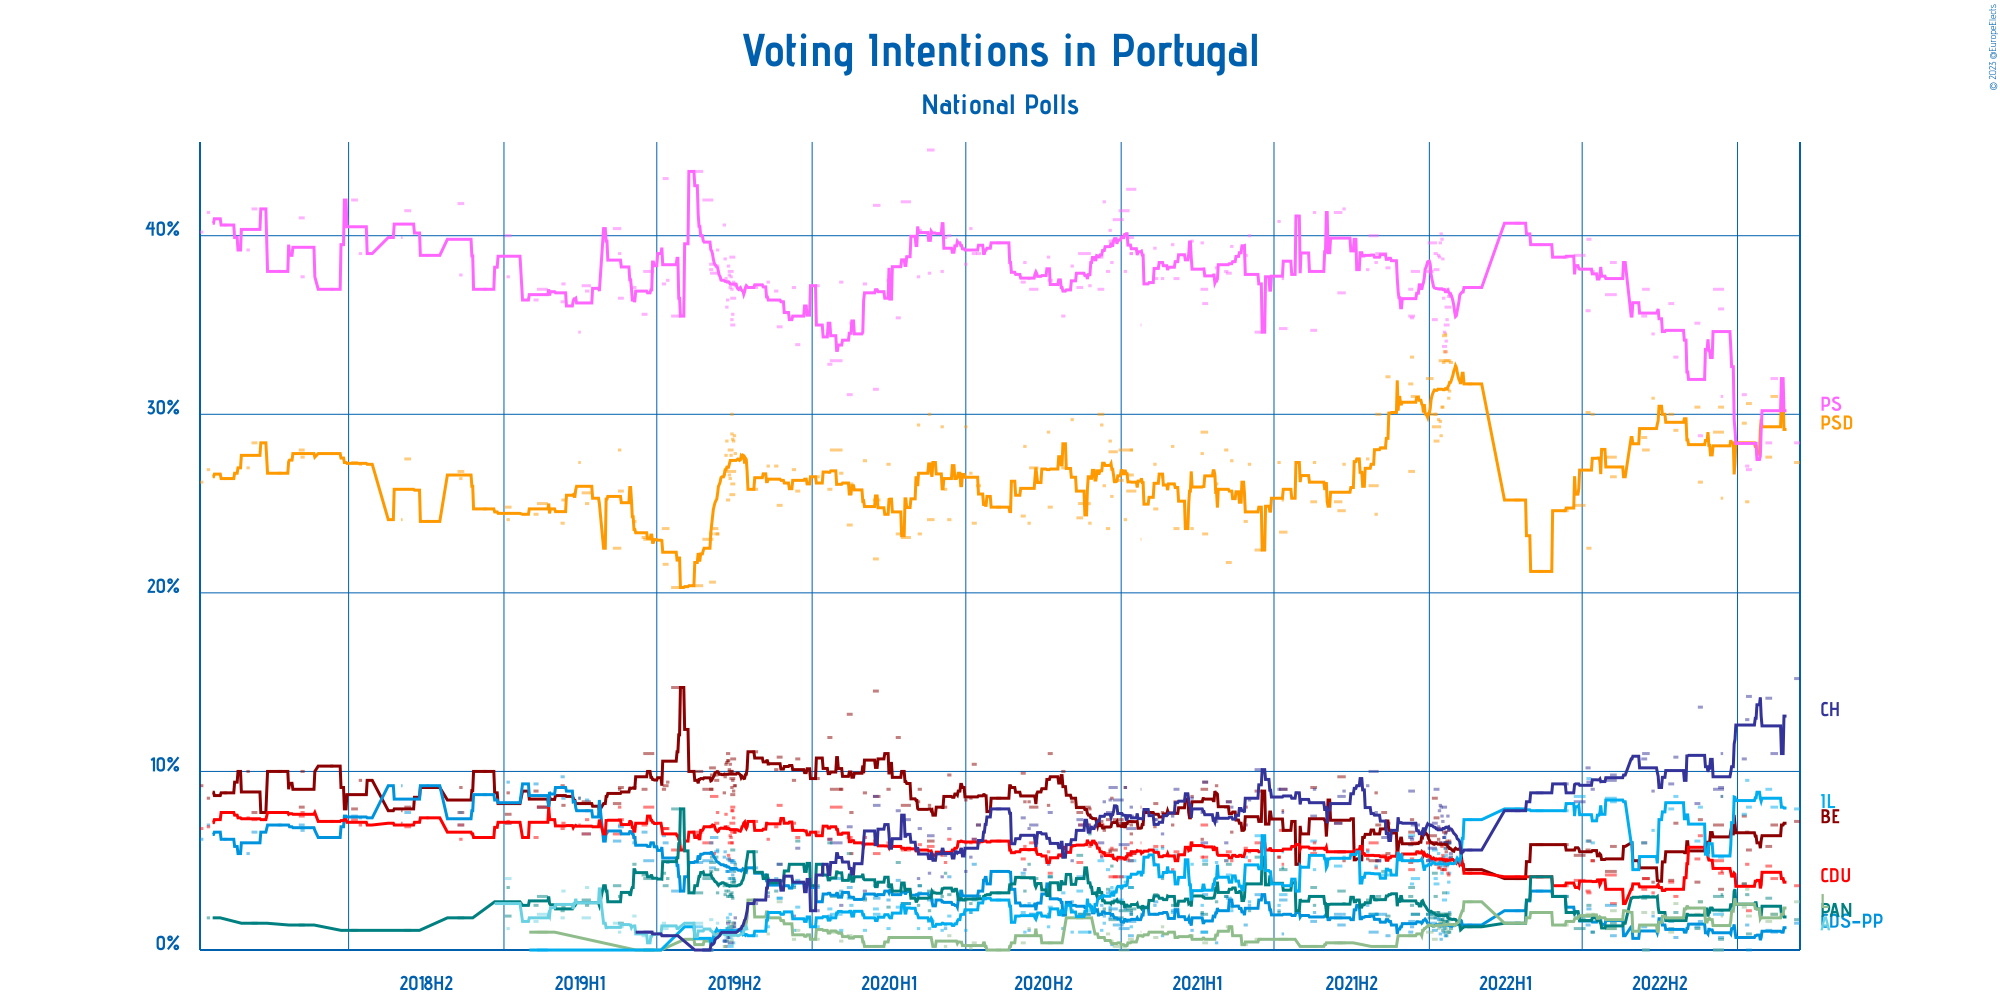 Voting Intentions in Portugal
National Polls
© 2023 @EuropeElects
40%
30%
20%
10%
0%
PS
PSD
CH
IL
BE
CDU
L
PAN
CDS-PP
2018H2
2019H1
2019H2
2020H1
2020H2
2021H1
2021H2
2022H1
2022H2